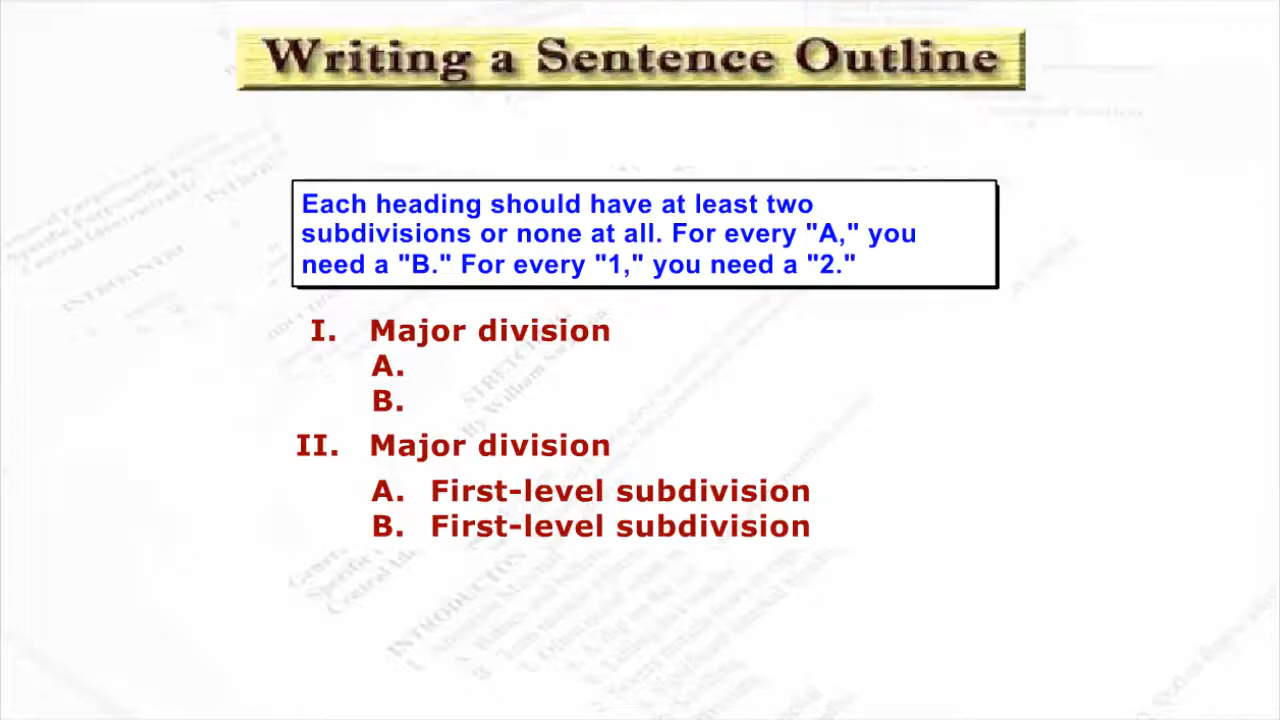 Writing a Sentence Outline
Each heading should have at least two
subdivisions or none at all. For every "A," you
need a "B." For every "1," you need a "2."
I. Major division
A.
B.
II. Major division
A. First-level subdivision
B. First-level subdivision